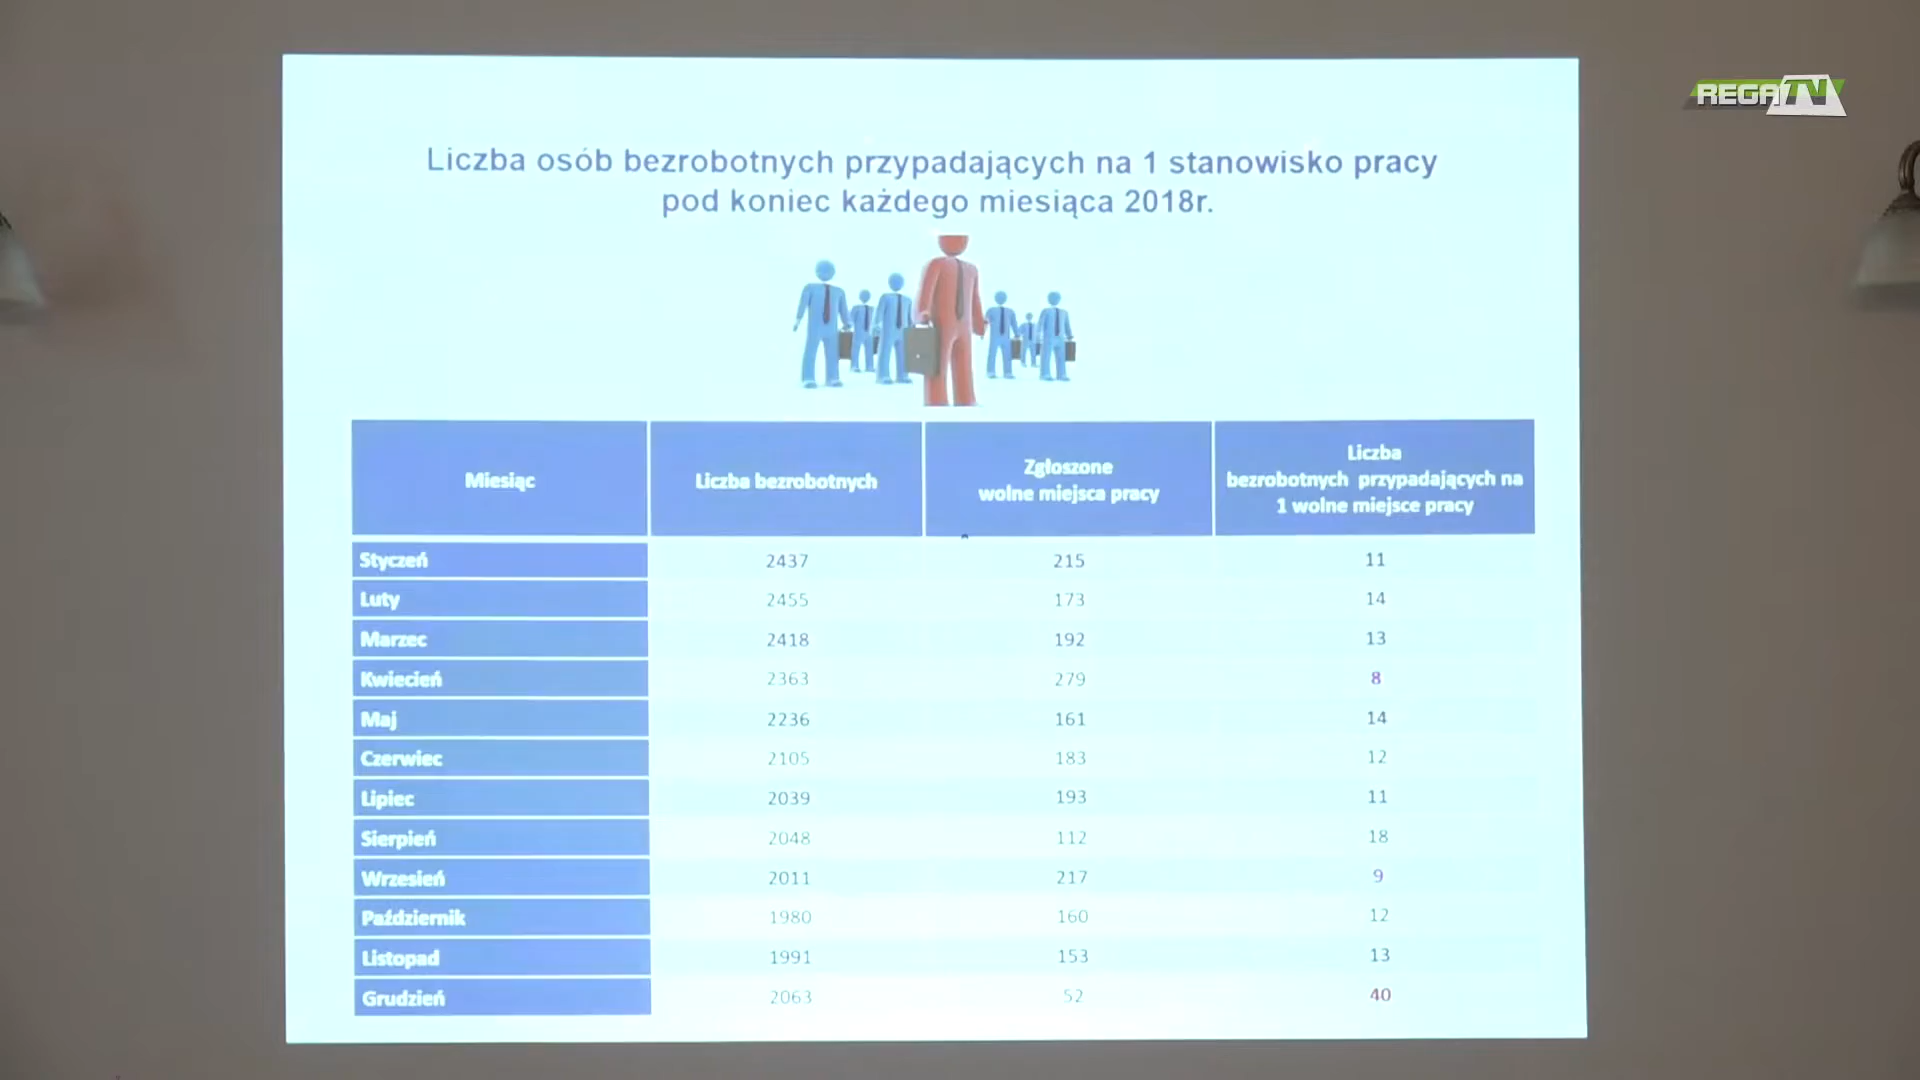 REGA TV
Liczba osób bezrobotnych przypadających na 1 stanowisko pracy
pod koniec każdego miesiąca 2018r.
Miesiąc Liczba bezrobotnych Zgłoszone wolne miejsca pracy Liczba bezrobotnych przypadających na 1 wolne miejsce pracy
Styczeń 2437 215 11
Luty 2455 173 14
Marzec 2418 192 13
Kwiecień 2363 279 8
Maj 2236 161 14
Czerwiec 2105 183 12
Lipiec 2039 193 11
Sierpień 2048 112 18
Wrzesień 2011 217 9
Październik 1980 160 12
Listopad 1991 153 13
Grudzień 2063 52 40